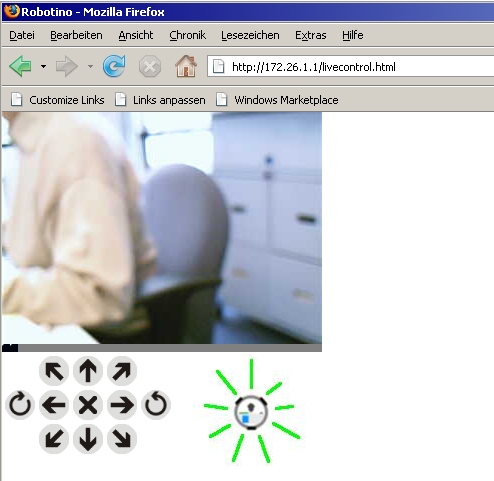 Robotino - Mozilla Firefox
Datei Bearbeiten Ansicht Chronik Lesezeichen Extras Hilfe
http://172.26.1.1/livecontrol.html
Customize Links Links anpassen Windows Marketplace